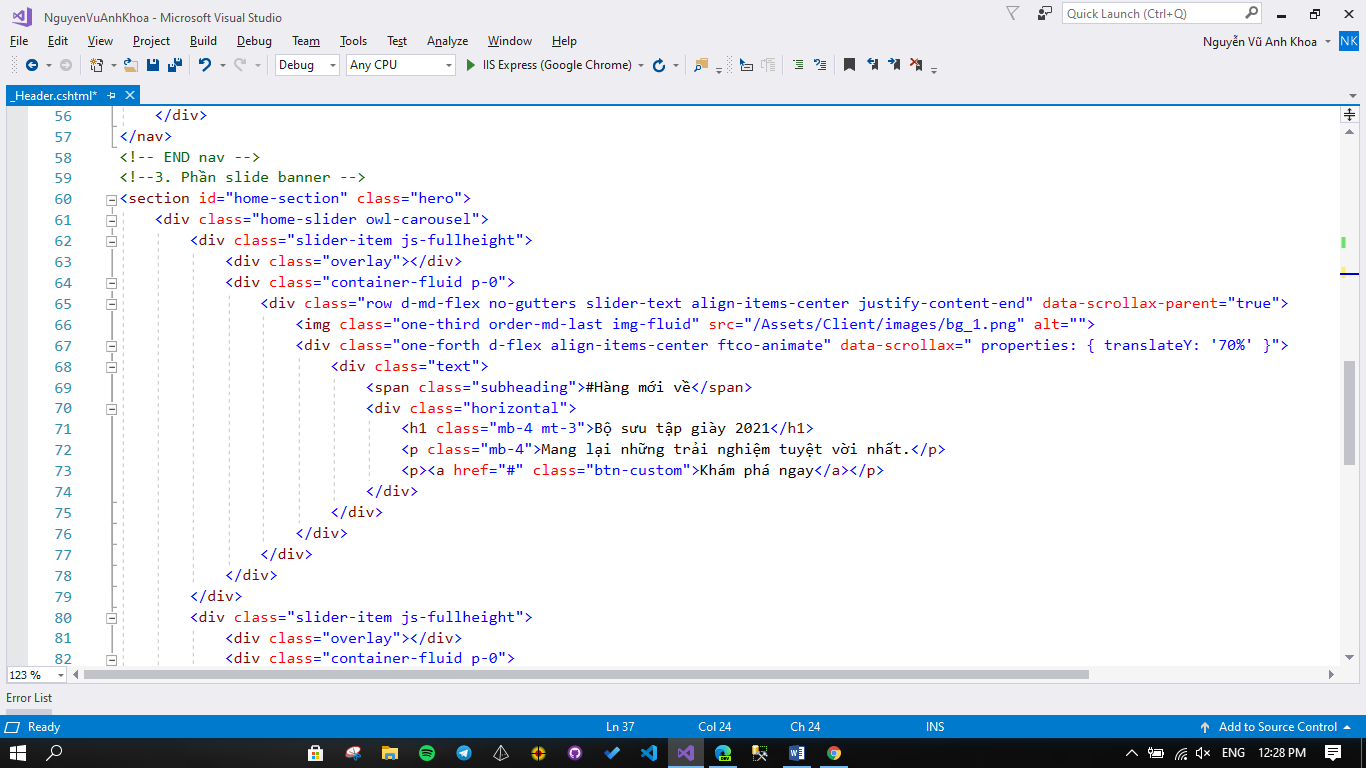 NguyenVuAnhKhoa - Microsoft Visual Studio
Quick Launch (Ctrl+Q)
File Edit View Project Build Debug Team Tools Test Analyze Window Help
Nguyễn Vũ Anh Khoa NK
Debug Any CPU IIS Express (Google Chrome)
_Header.cshtml*
56 </div>
57 </nav>
58 <!-- END nav -->
59 <!--3. Phần slide banner -->
60 <section id="home-section" class="hero">
61 <div class="home-slider owl-carousel">
62 <div class="slider-item js-fullheight">
63 <div class="overlay"></div>
64 <div class="container-fluid p-0">
65 <div class="row d-md-flex no-gutters slider-text align-items-center justify-content-end" data-scrollax-parent="true">
66 <img class="one-third order-md-last img-fluid" src="/Assets/Client/images/bg_1.png" alt="">
67 <div class="one-forth d-flex align-items-center ftco-animate" data-scrollax=" properties: { translateY: '70%' }">
68 <div class="text">
69 <span class="subheading">#Hàng mới về</span>
70 <div class="horizontal">
71 <h1 class="mb-4 mt-3">Bộ sưu tập giày 2021</h1>
72 <p class="mb-4">Mang lại những trải nghiệm tuyệt vời nhất.</p>
73 <p><a href="#" class="btn-custom">Khám phá ngay</a></p>
74 </div>
75 </div>
76 </div>
77 </div>
78 </div>
79 </div>
80 <div class="slider-item js-fullheight">
81 <div class="overlay"></div>
82 <div class="container-fluid p-0">
123 %
Error List
Ready Ln 37 Col 24 Ch 24 INS Add to Source Control
ENG 12:28 PM